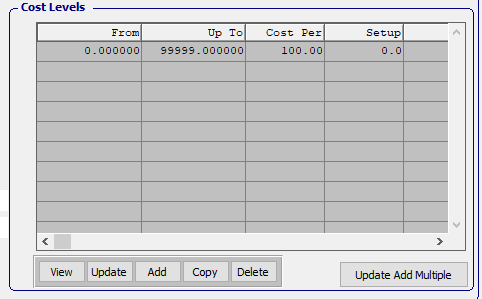 Cost Levels
From Up To Cost Per Setup
0.000000 99999.000000 100.00 0.0
View Update Add Copy Delete Update Add Multiple